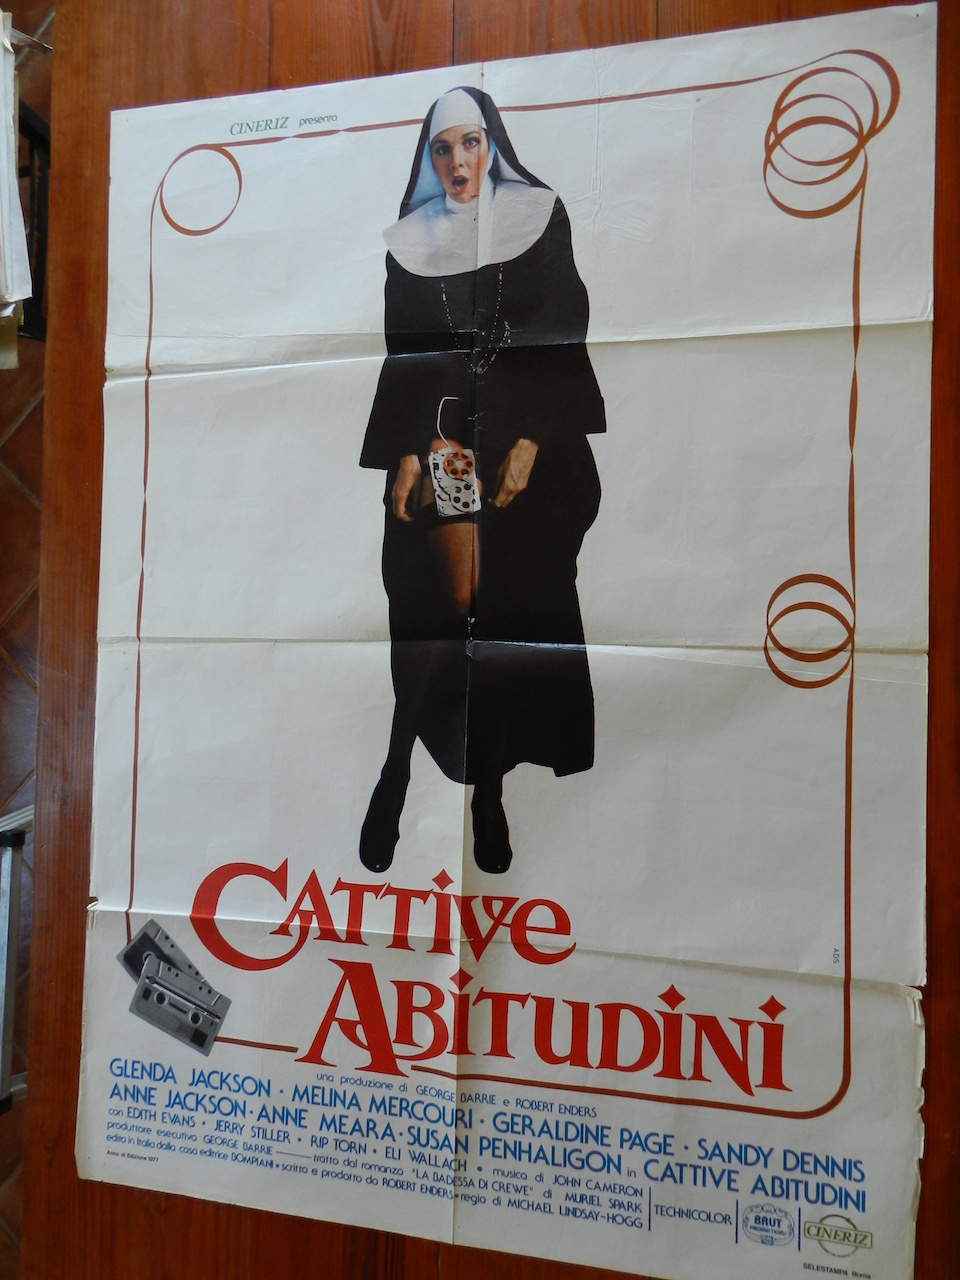 CINERIZ presenta
CATTIVE
ABITUDINI
ADS
una produzione di GEORGE BARRIE e ROBERT ENDERS
GLENDA JACKSON · MELINA MERCOURI · GERALDINE PAGE · SANDY DENNIS
ANNE JACKSON · ANNE MEARA · SUSAN PENHALIGON in CATTIVE ABITUDINI
con EDITH EVANS · JERRY STILLER · RIP TORN · ELI WALLACH · musica di JOHN CAMERON
produttore esecutivo GEORGE BARRIE — tratto dal romanzo "LA BADESSA DI CREWE" di MURIEL SPARK
edito in Italia dalla casa editrice BOMPIANI · scritto e prodotto da ROBERT ENDERS · regia di MICHAEL LINDSAY-HOGG
TECHNICOLOR
BRUT
PRODUCTIONS
CINERIZ
Anno di Edizione 1977
SELESTAMPA Roma